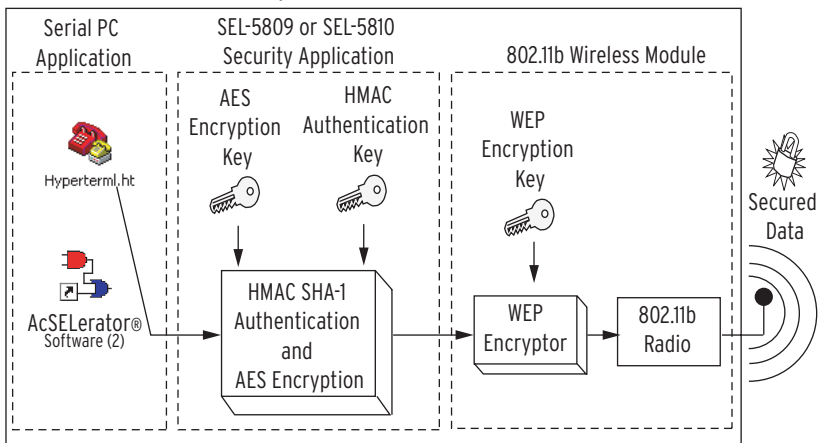 Serial PC
Application
SEL-5809 or SEL-5810
Security Application
802.11b Wireless Module
AES
Encryption
Key
HMAC
Authentication
Key
WEP
Encryption
Key
Hyperterml.ht
AcSELerator®
Software (2)
HMAC SHA-1
Authentication
and
AES Encryption
WEP
Encryptor
802.11b
Radio
Secured
Data